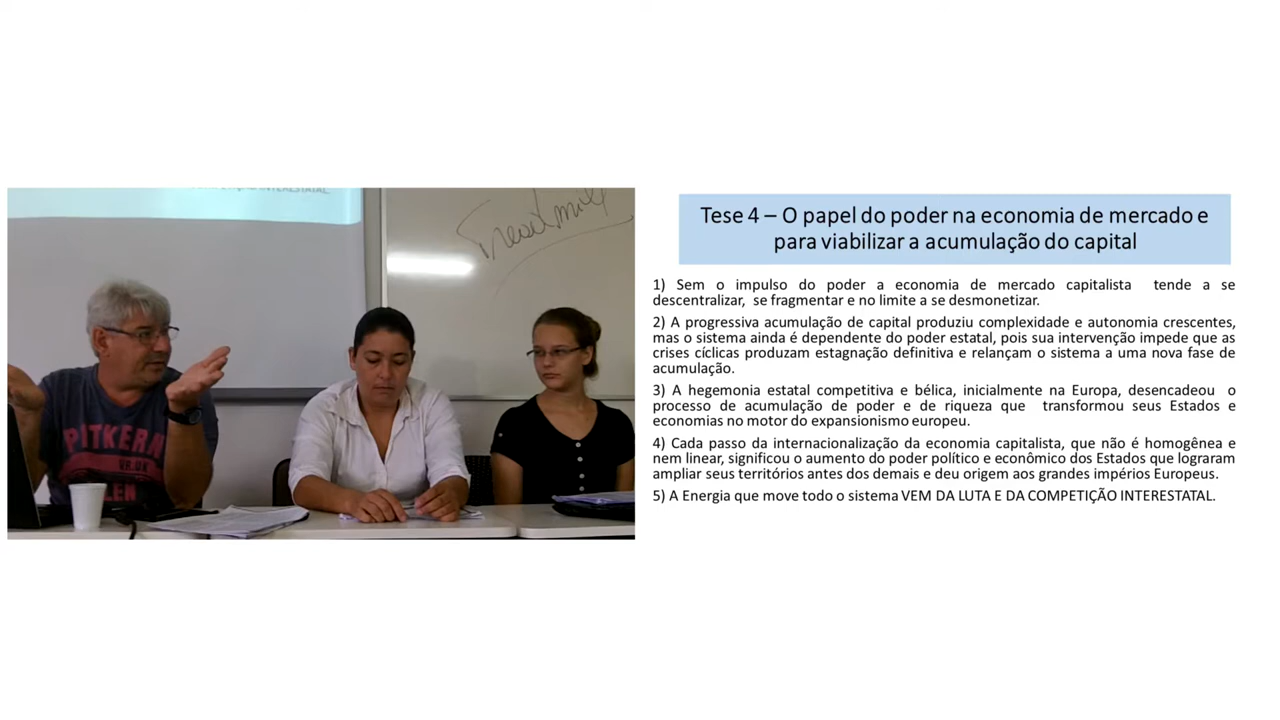 INTERESTATAL
PITKERN
Tese 4 – O papel do poder na economia de mercado e
para viabilizar a acumulação do capital
1) Sem o impulso do poder a economia de mercado capitalista tende a se
descentralizar, se fragmentar e no limite a se desmonetizar.
2) A progressiva acumulação de capital produziu complexidade e autonomia crescentes,
mas o sistema ainda é dependente do poder estatal, pois sua intervenção impede que as
crises cíclicas produzam estagnação definitiva e relançam o sistema a uma nova fase de
acumulação.
3) A hegemonia estatal competitiva e bélica, inicialmente na Europa, desencadeou o
processo de acumulação de poder e de riqueza que transformou seus Estados e
economias no motor do expansionismo europeu.
4) Cada passo da internacionalização da economia capitalista, que não é homogênea e
nem linear, significou o aumento do poder político e econômico dos Estados que lograram
ampliar seus territórios antes dos demais e deu origem aos grandes impérios Europeus.
5) A Energia que move todo o sistema VEM DA LUTA E DA COMPETIÇÃO INTERESTATAL.